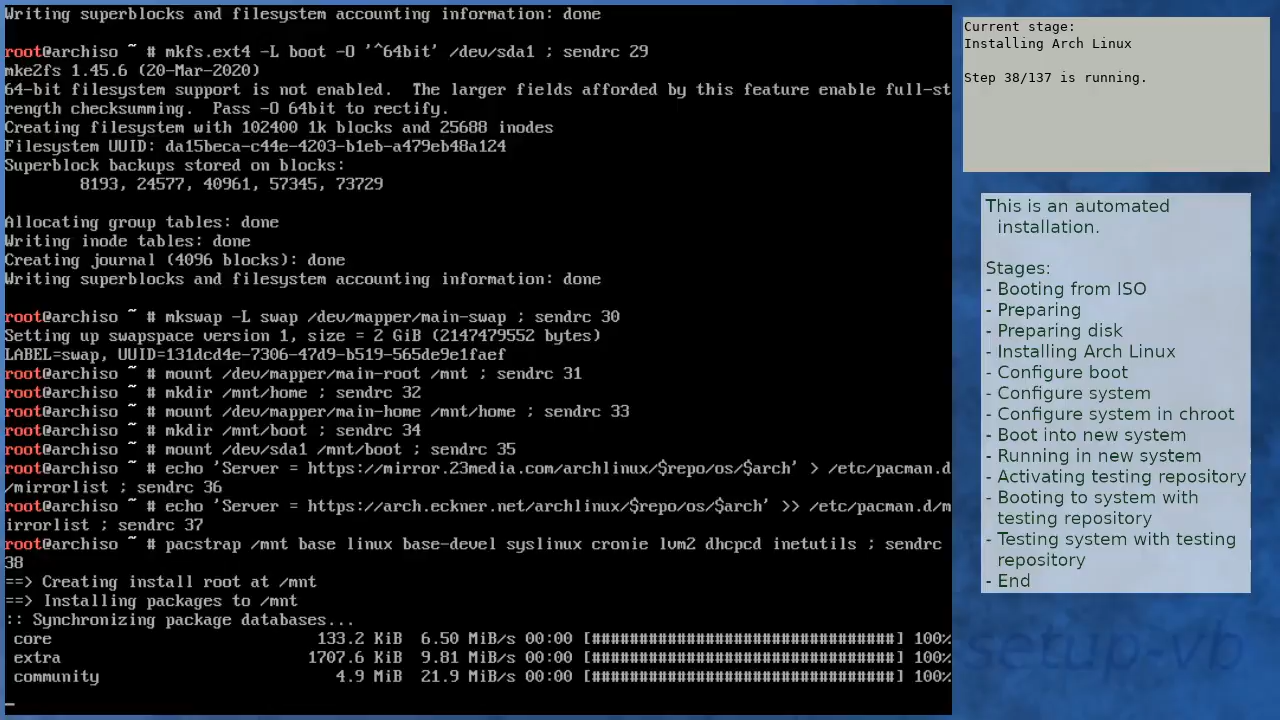 Writing superblocks and filesystem accounting information: done
root@archiso ~ # mkfs.ext4 -L boot -O '^64bit' /dev/sda1 ; sendrc 29
mke2fs 1.45.6 (20-Mar-2020)
64-bit filesystem support is not enabled.  The larger fields afforded by this feature enable full-st
rength checksumming.  Pass -O 64bit to rectify.
Creating filesystem with 102400 1k blocks and 25688 inodes
Filesystem UUID: da15beca-c44e-4203-b1eb-a479eb48a124
Superblock backups stored on blocks:
8193, 24577, 40961, 57345, 73729
Allocating group tables: done
Writing inode tables: done
Creating journal (4096 blocks): done
Writing superblocks and filesystem accounting information: done
root@archiso ~ # mkswap -L swap /dev/mapper/main-swap ; sendrc 30
Setting up swapspace version 1, size = 2 GiB (2147479552 bytes)
LABEL=swap, UUID=131dcd4e-7306-47d9-b519-565de9e1faef
root@archiso ~ # mount /dev/mapper/main-root /mnt ; sendrc 31
root@archiso ~ # mkdir /mnt/home ; sendrc 32
root@archiso ~ # mount /dev/mapper/main-home /mnt/home ; sendrc 33
root@archiso ~ # mkdir /mnt/boot ; sendrc 34
root@archiso ~ # mount /dev/sda1 /mnt/boot ; sendrc 35
root@archiso ~ # echo 'Server = https://mirror.23media.com/archlinux/$repo/os/$arch' > /etc/pacman.d
/mirrorlist ; sendrc 36
root@archiso ~ # echo 'Server = https://arch.eckner.net/archlinux/$repo/os/$arch' >> /etc/pacman.d/m
irrorlist ; sendrc 37
root@archiso ~ # pacstrap /mnt base linux base-devel syslinux cronie lvm2 dhcpcd inetutils ; sendrc
38
==> Creating install root at /mnt
==> Installing packages to /mnt
:: Synchronizing package databases...
core 133.2 KiB 6.50 MiB/s 00:00 [#################################] 100%
extra 1707.6 KiB 9.81 MiB/s 00:00 [#################################] 100%
community 4.9 MiB 21.9 MiB/s 00:00 [#################################] 100%
_
Current stage:
Installing Arch Linux
Step 38/137 is running.
This is an automated
installation.
Stages:
- Booting from ISO
- Preparing
- Preparing disk
- Installing Arch Linux
- Configure boot
- Configure system
- Configure system in chroot
- Boot into new system
- Running in new system
- Activating testing repository
- Booting to system with
testing repository
- Testing system with testing
repository
- End
setup-vb